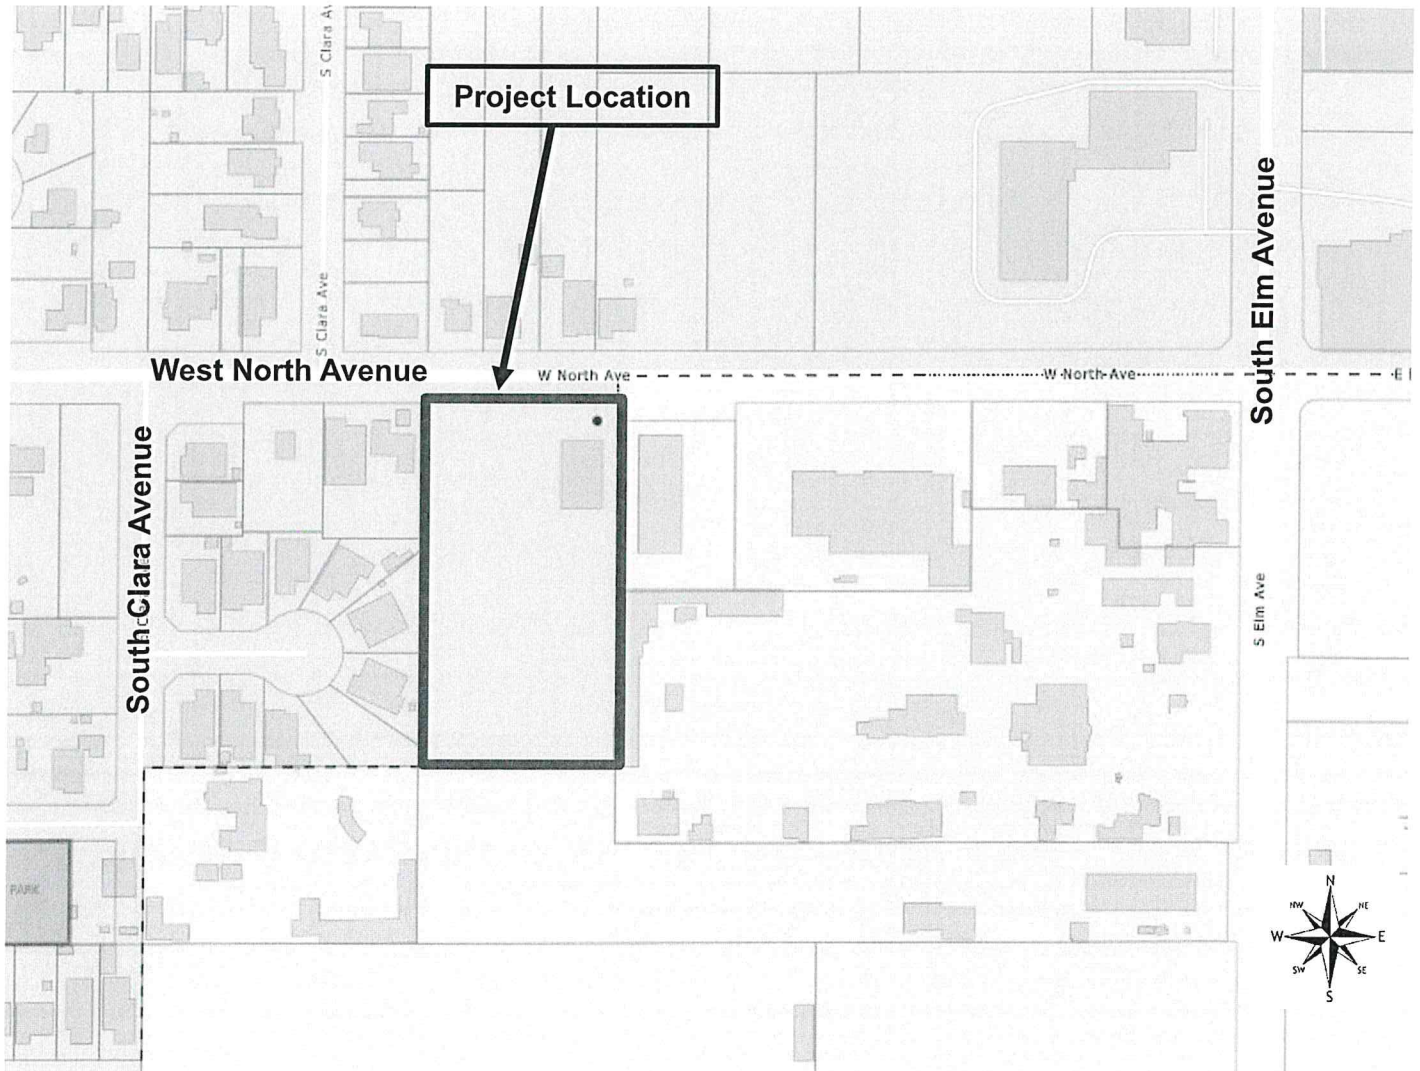 S Clara Av
Project Location
S Clara Ave
South Elm Avenue
West North Avenue
W North Ave
W North Ave
E
South Clara Avenue
S Elm Ave
PARK
N
NW
NE
W
E
SW
SE
S